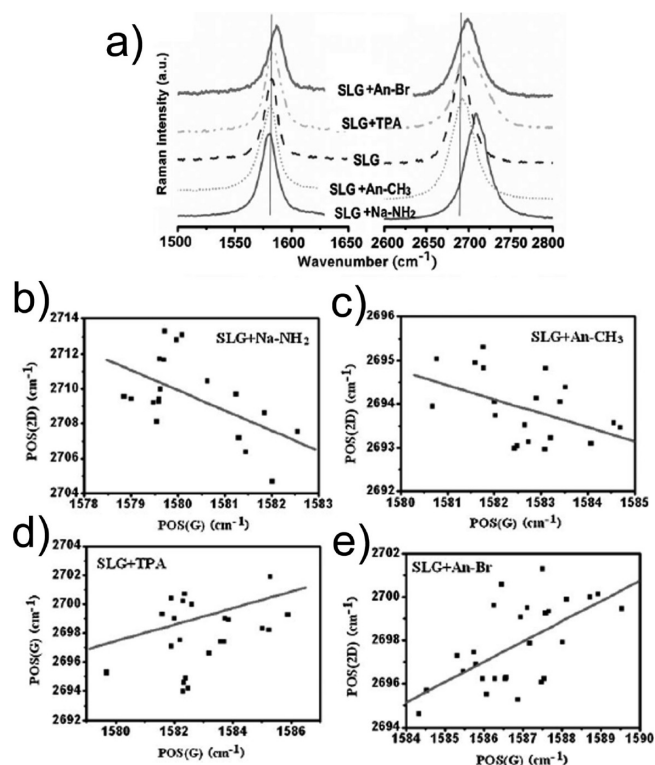 a)
Raman Intensity (a.u.)
SLG+An-Br
SLG+TPA
SLG
SLG+An-CH₃
SLG+Na-NH₂
1500 1550 1600 1650 2600 2650 2700 2750 2800
Wavenumber (cm⁻¹)
b)
SLG+Na-NH₂
POS(2D) (cm⁻¹)
2714
2712
2710
2708
2706
2704
1578 1579 1580 1581 1582 1583
POS(G) (cm⁻¹)
c)
SLG+An-CH₃
POS(2D) (cm⁻¹)
2696
2695
2694
2693
2692
1580 1581 1582 1583 1584 1585
POS(G) (cm⁻¹)
d)
SLG+TPA
POS(G) (cm⁻¹)
2704
2702
2700
2698
2696
2694
2692
1580 1582 1584 1586
POS(G) (cm⁻¹)
e)
SLG+An-Br
POS(2D) (cm⁻¹)
2702
2700
2698
2696
2694
1584 1585 1586 1587 1588 1589 1590
POS(G) (cm⁻¹)